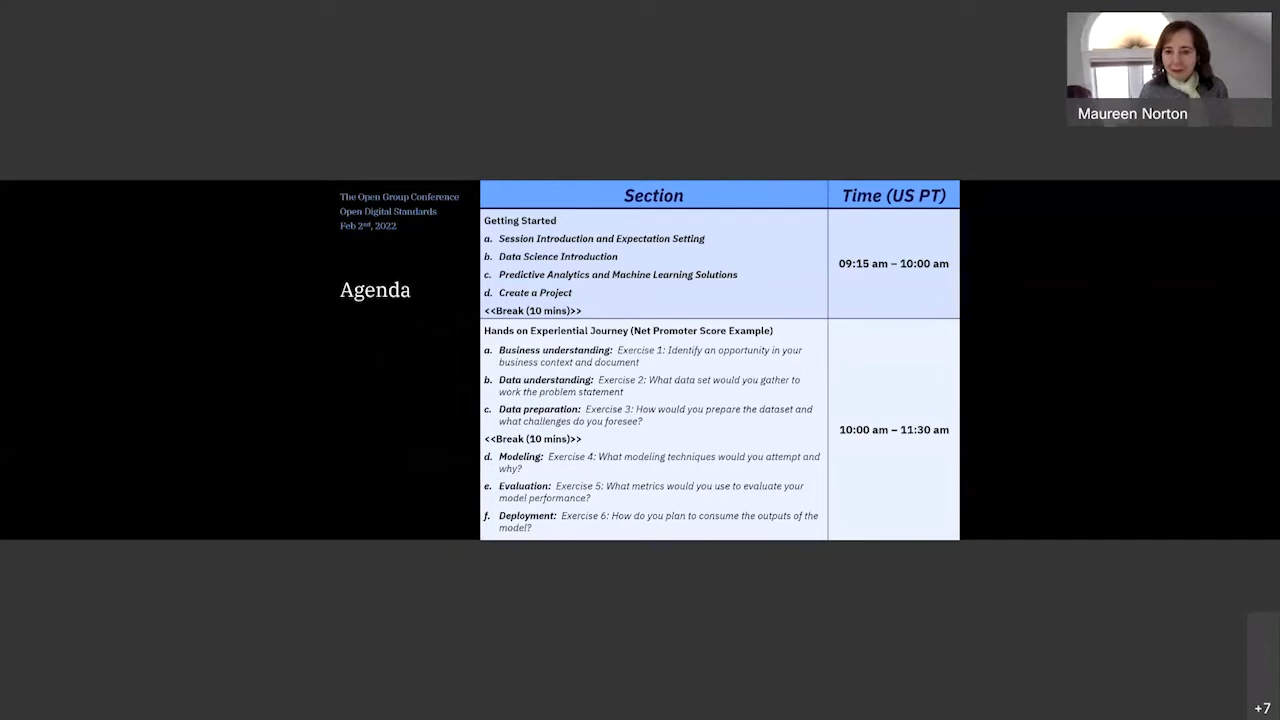 Maureen Norton
The Open Group Conference
Open Digital Standards
Feb 2nd, 2022
Agenda
Section
Time (US PT)
Getting Started
a. Session Introduction and Expectation Setting
b. Data Science Introduction
c. Predictive Analytics and Machine Learning Solutions
d. Create a Project
<<Break (10 mins)>>
09:15 am – 10:00 am
Hands on Experiential Journey (Net Promoter Score Example)
a. Business understanding: Exercise 1: Identify an opportunity in your
business context and document
b. Data understanding: Exercise 2: What data set would you gather to
work the problem statement
c. Data preparation: Exercise 3: How would you prepare the dataset and
what challenges do you foresee?
<<Break (10 mins)>>
d. Modeling: Exercise 4: What modeling techniques would you attempt and
why?
e. Evaluation: Exercise 5: What metrics would you use to evaluate your
model performance?
f. Deployment: Exercise 6: How do you plan to consume the outputs of the
model?
10:00 am – 11:30 am
+7